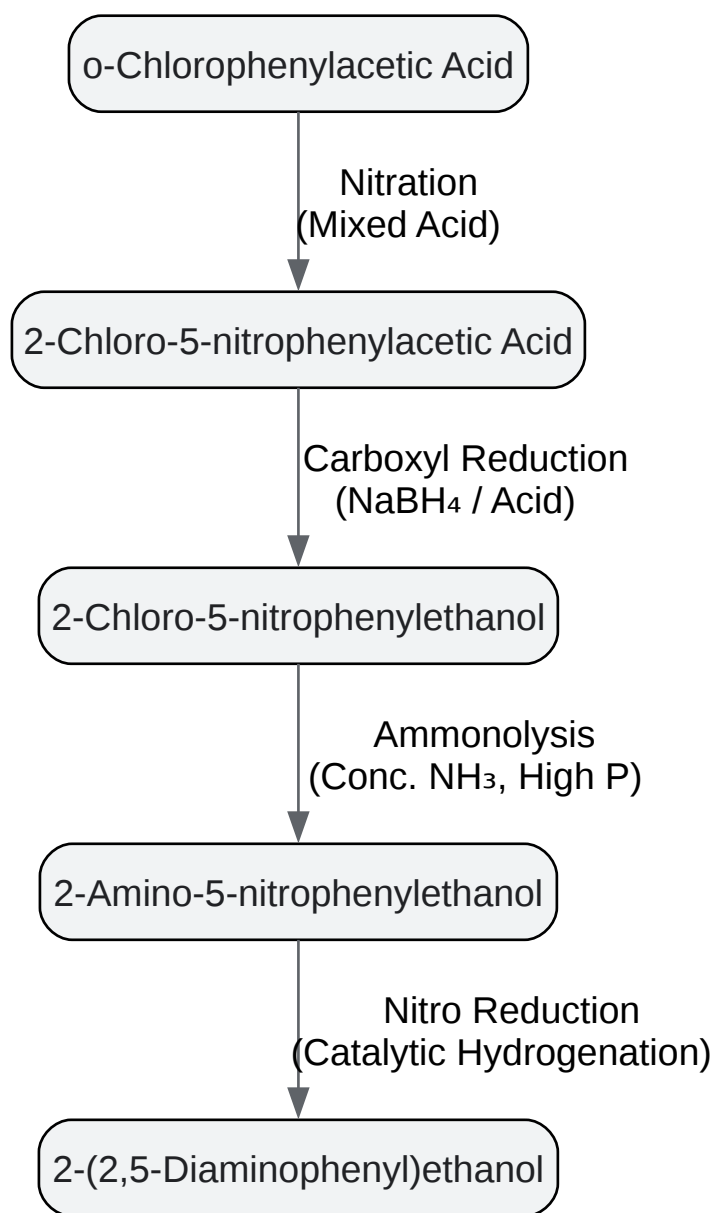 o-Chlorophenylacetic Acid
Nitration
(Mixed Acid)
2-Chloro-5-nitrophenylacetic Acid
Carboxyl Reduction
(NaBH₄ / Acid)
2-Chloro-5-nitrophenylethanol
Ammonolysis
(Conc. NH₃, High P)
2-Amino-5-nitrophenylethanol
Nitro Reduction
(Catalytic Hydrogenation)
2-(2,5-Diaminophenyl)ethanol